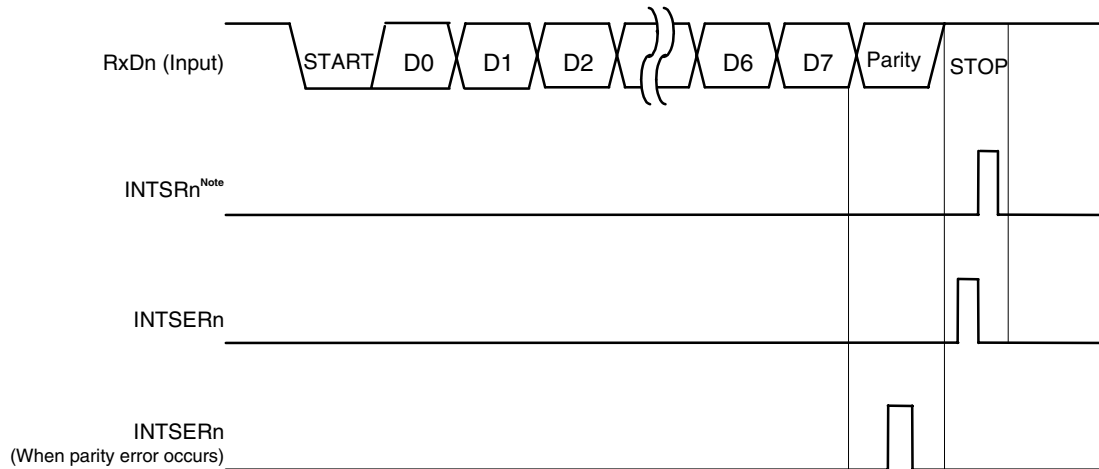 RxDn (Input)
START D0 D1 D2 D6 D7 Parity STOP
INTSRnNote
INTSERn
INTSERn
(When parity error occurs)